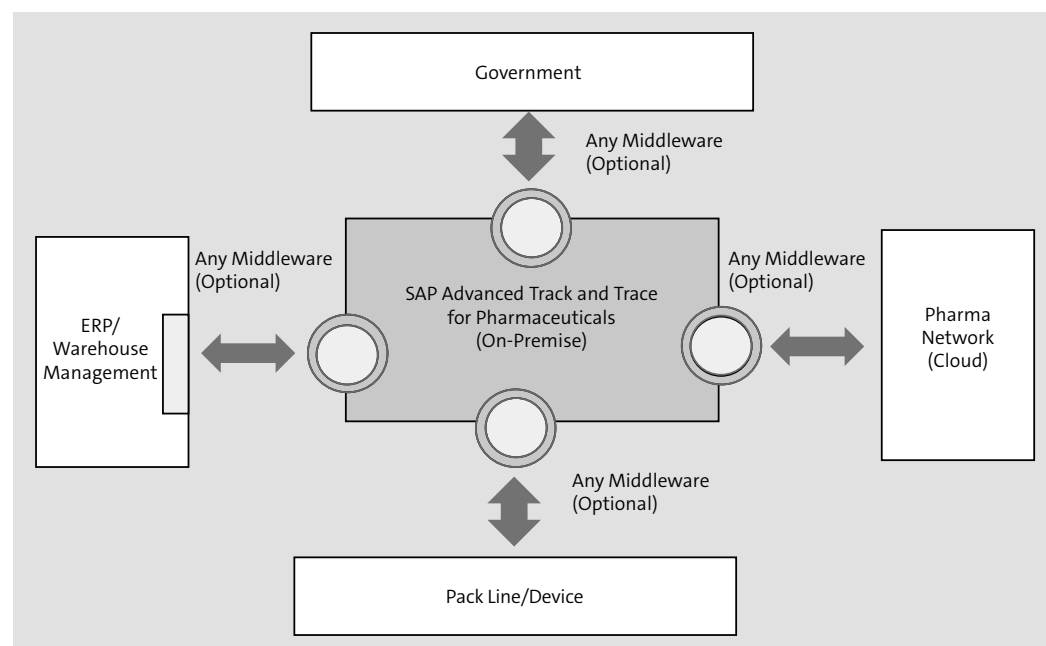 Government
Any Middleware
(Optional)
Any Middleware
(Optional)
ERP/
Warehouse
Management
SAP Advanced Track and Trace
for Pharmaceuticals
(On-Premise)
Any Middleware
(Optional)
Pharma
Network
(Cloud)
Any Middleware
(Optional)
Pack Line/Device